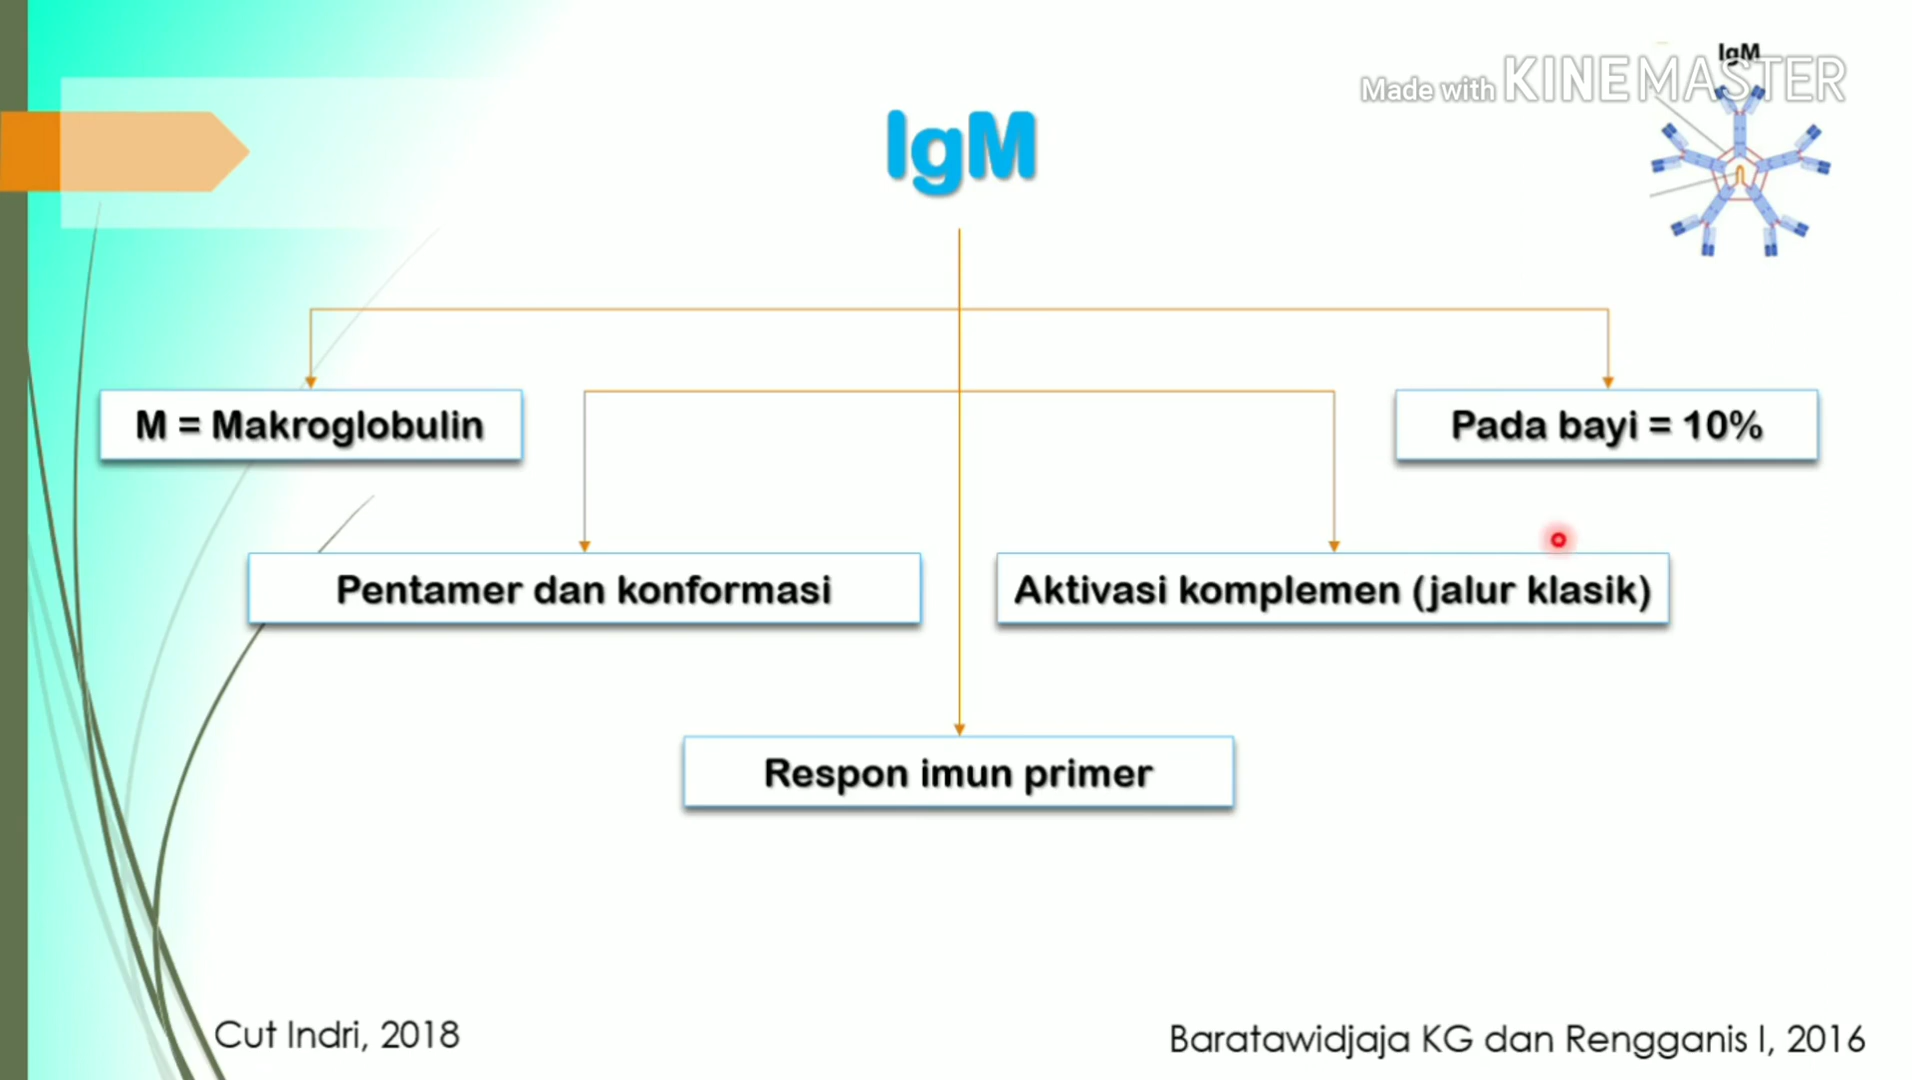 IgM
Made with KINEMASTER
IgM
M = Makroglobulin
Pada bayi = 10%
Pentamer dan konformasi
Aktivasi komplemen (jalur klasik)
Respon imun primer
Cut Indri, 2018
Baratawidjaja KG dan Rengganis I, 2016